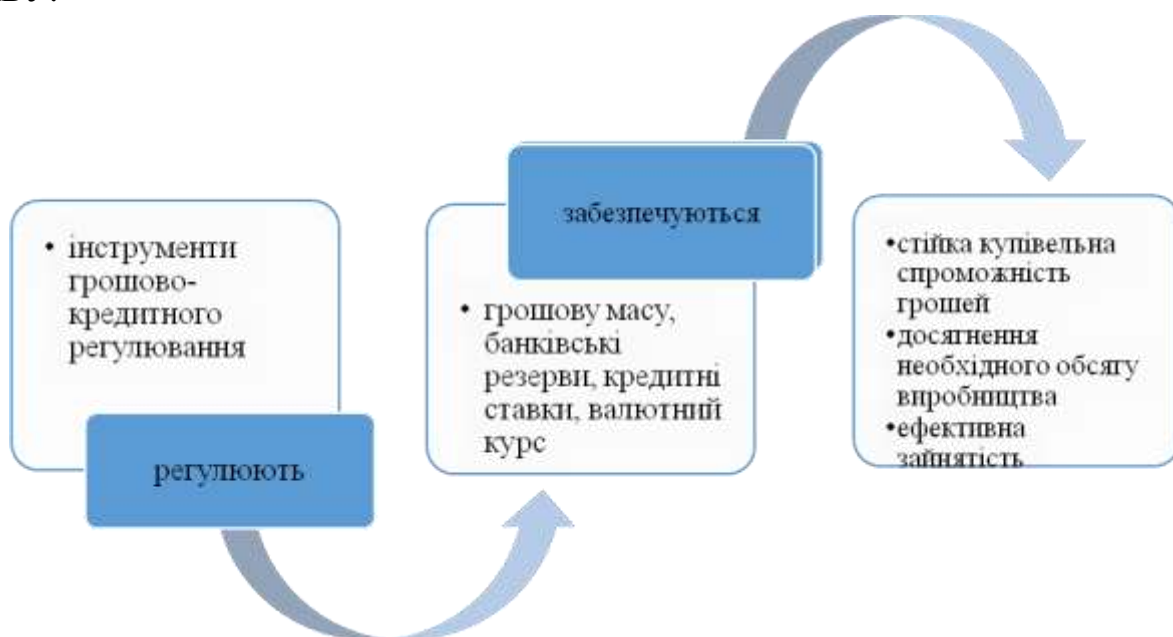 • інструменти
грошово-
кредитного
регулювання
регулюють
забезпечуються
• грошову масу,
банківські
резерви, кредитні
ставки, валютний
курс
•стійка купівельна
спроможність
грошей
•досягнення
необхідного обсягу
виробництва
•ефективна
зайнятість